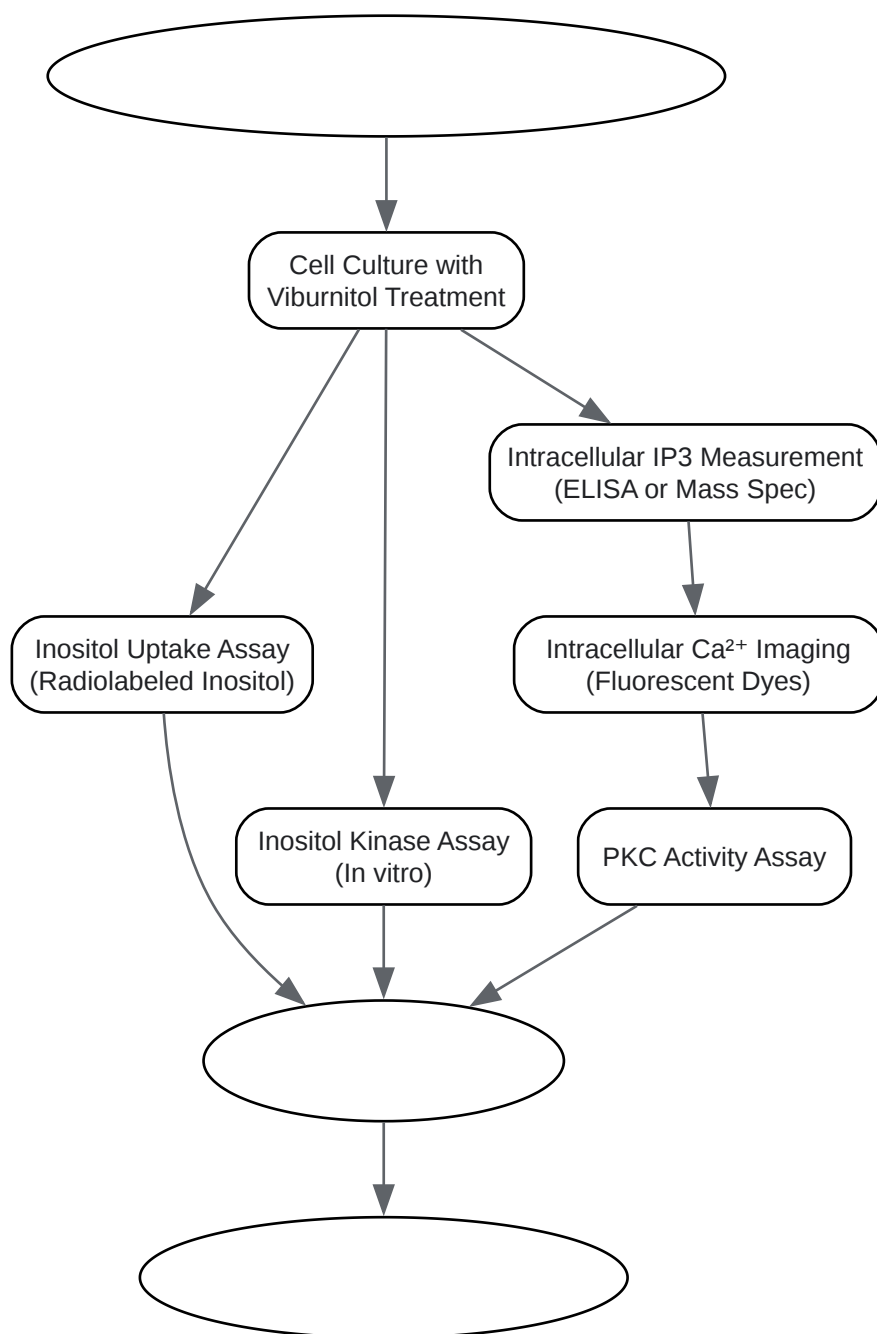 Cell Culture with
Viburnitol Treatment
Intracellular IP3 Measurement
(ELISA or Mass Spec)
Inositol Uptake Assay
(Radiolabeled Inositol)
Intracellular Ca²⁺ Imaging
(Fluorescent Dyes)
Inositol Kinase Assay
(In vitro)
PKC Activity Assay